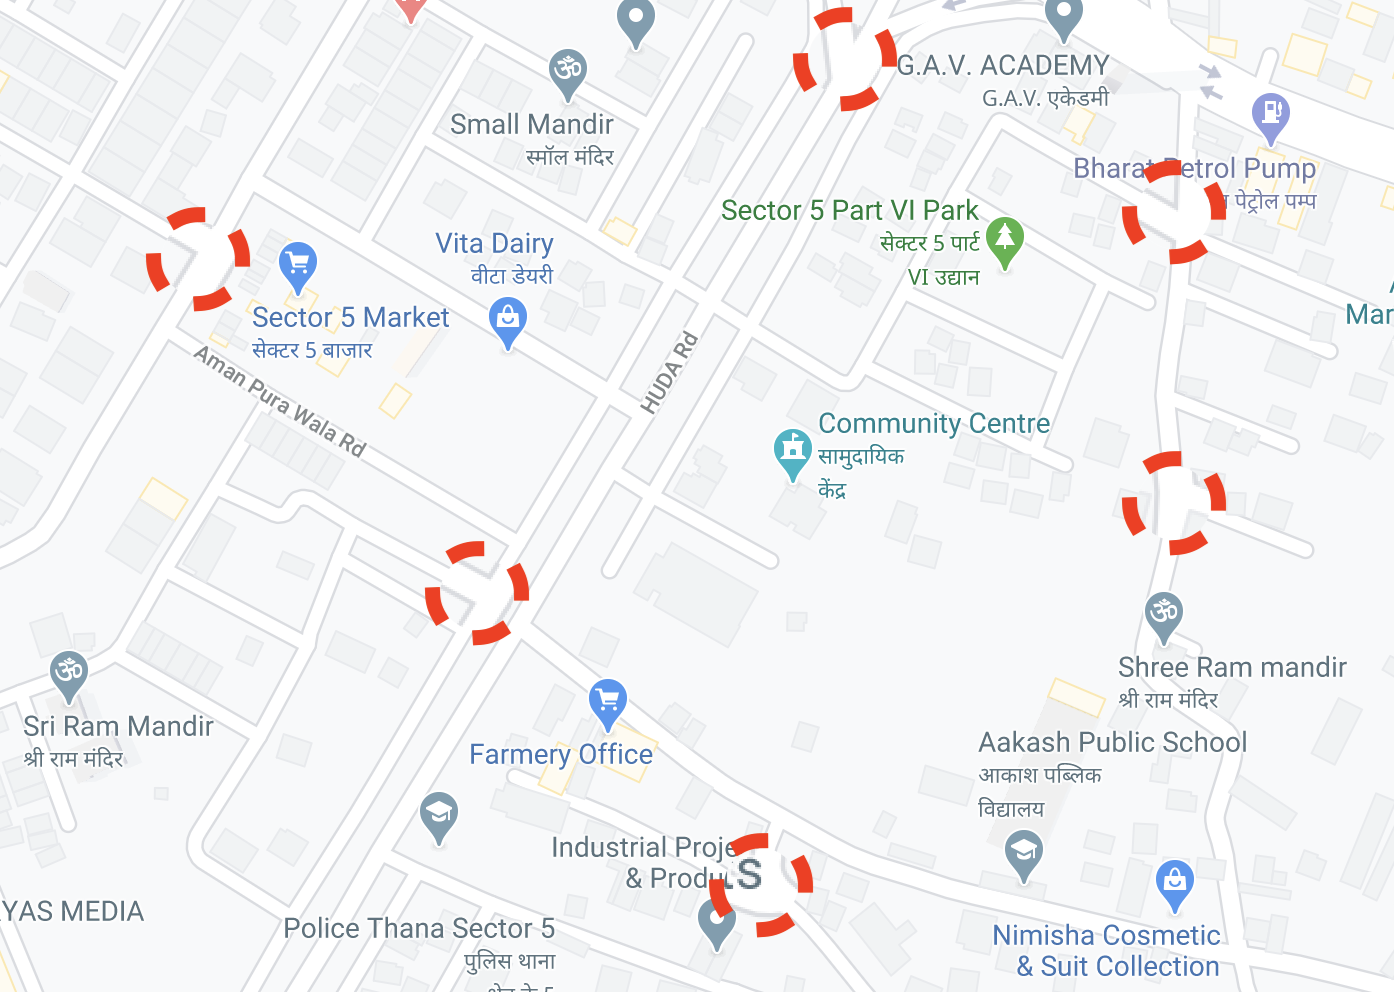 G.A.V. ACADEMY
G.A.V. एकेडमी
Small Mandir
स्मॉल मंदिर
Bharat Petrol Pump
पेट्रोल पम्प
Sector 5 Part VI Park
सेक्टर 5 पार्ट
VI उद्यान
Vita Dairy
वीटा डेयरी
Sector 5 Market
सेक्टर 5 बाजार
Mar
HUDA Rd
Aman Pura Wala Rd
Community Centre
सामुदायिक
केंद्र
Shree Ram mandir
श्री राम मंदिर
Sri Ram Mandir
श्री राम मंदिर
Farmery Office
Aakash Public School
आकाश पब्लिक
विद्यालय
Industrial Proje
& Produ
S
YAS MEDIA
Police Thana Sector 5
पुलिस थाना
Nimisha Cosmetic
& Suit Collection